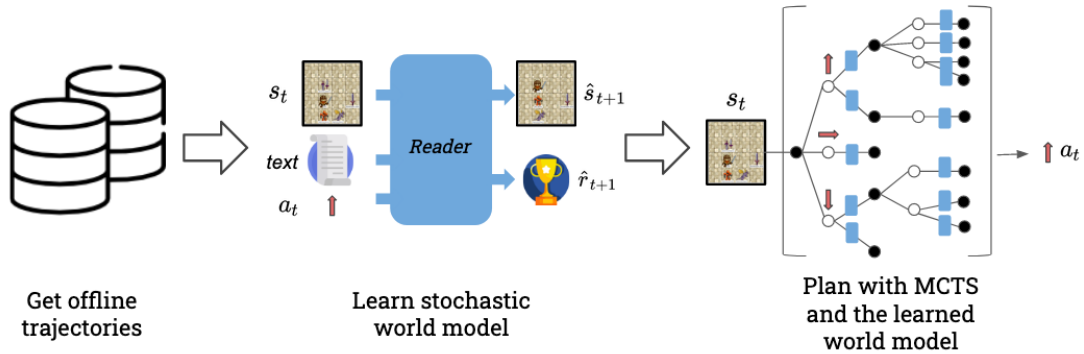 s_t
text
a_t
Reader
ŝ_{t+1}
r̂_{t+1}
s_t
a_t
Get offline
trajectories
Learn stochastic
world model
Plan with MCTS
and the learned
world model